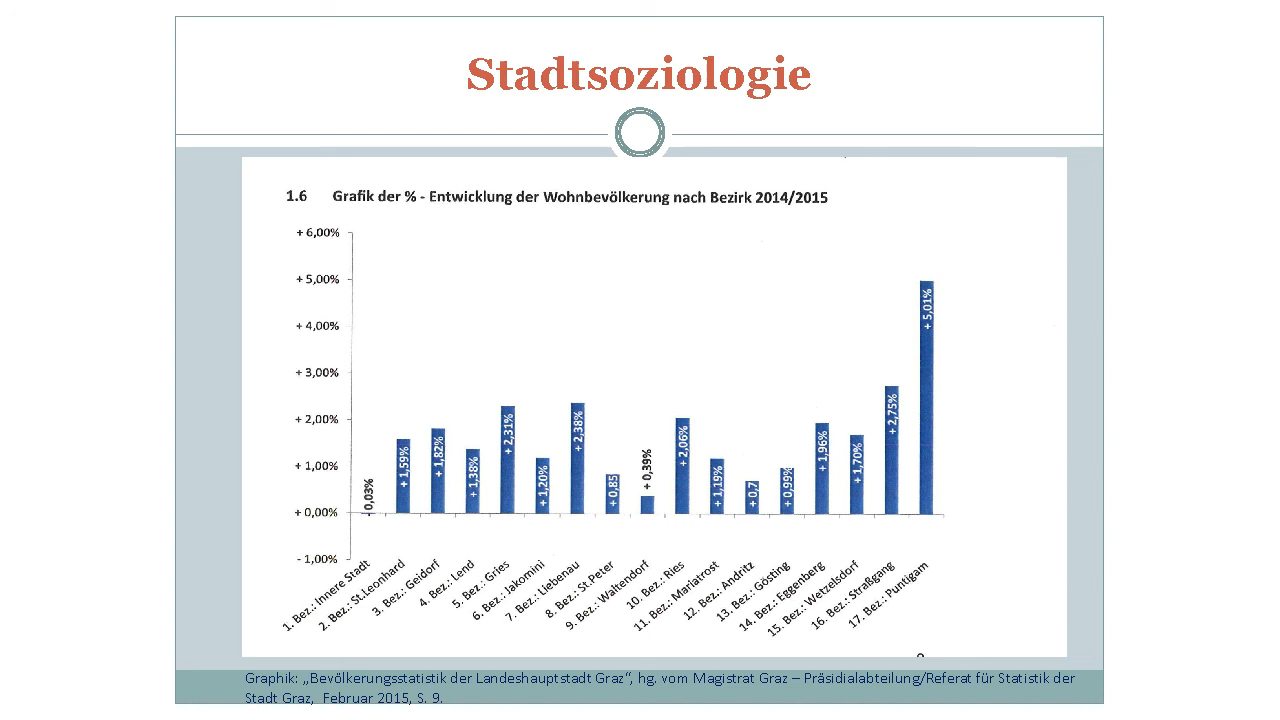 Stadtsoziologie
1.6 Grafik der % - Entwicklung der Wohnbevölkerung nach Bezirk 2014/2015
+ 6,00%
+ 5,00%
+ 4,00%
+ 3,00%
+ 2,00%
+ 1,00%
+ 0,00%
- 1,00%
- 0,03%
+ 1,59%
+ 1,82%
+ 1,38%
+ 2,31%
+ 1,20%
+ 2,38%
+ 0,85
+ 0,39%
+ 2,06%
+ 1,19%
+ 0,7
+ 0,99%
+ 1,96%
+ 1,70%
+ 2,75%
+ 5,01%
1. Bez.: Innere Stadt
2. Bez.: St.Leonhard
3. Bez.: Geidorf
4. Bez.: Lend
5. Bez.: Gries
6. Bez.: Jakomini
7. Bez.: Liebenau
8. Bez.: St.Peter
9. Bez.: Waltendorf
10. Bez.: Ries
11. Bez.: Mariatrost
12. Bez.: Andritz
13. Bez.: Gösting
14. Bez.: Eggenberg
15. Bez.: Wetzelsdorf
16. Bez.: Straßgang
17. Bez.: Puntigam
Graphik: „Bevölkerungsstatistik der Landeshauptstadt Graz“, hg. vom Magistrat Graz – Präsidialabteilung/Referat für Statistik der
Stadt Graz, Februar 2015, S. 9.